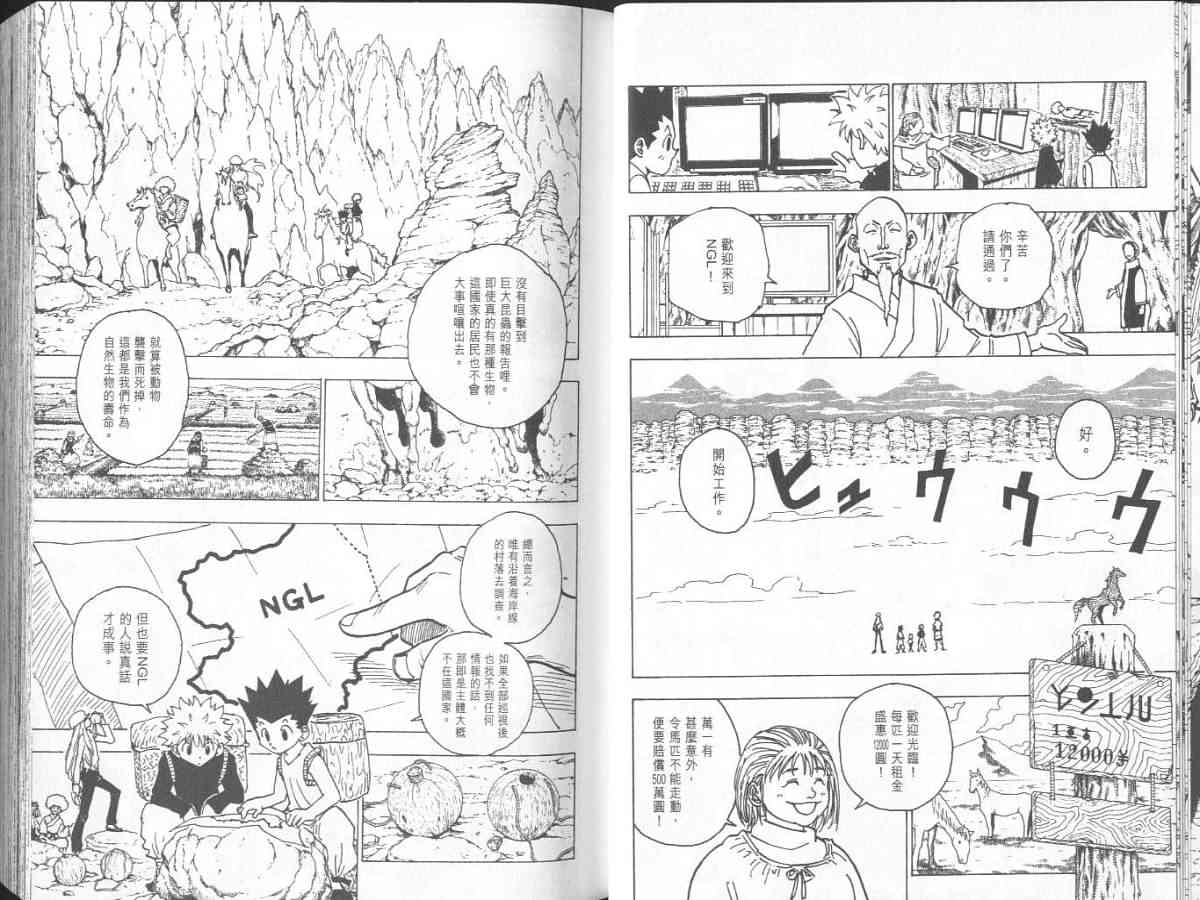 辛苦
你們了。
請通過。
歡迎來到
NGL！
好。
開始工作。
ヒュウウウ
12000
歡迎光臨！
每匹一天租金
盛惠12000圓！
萬一有
甚麼意外，
令馬匹不能走動，
便要賠償500萬圓！
沒有目擊到
巨大昆蟲的報告哩。
即使真的有那種生物，
這國家的居民也不會
大事喧嚷出去。
就算被動物
襲擊而死掉，
這都是我們作為
自然生物的壽命。
總而言之，
唯有沿着海岸線
的村落去調查。
NGL
如果全部巡視後
也找不到任何
情報的話，
那即是主體大概
不在這國家。
但也要NGL
的人說真話
才成事。